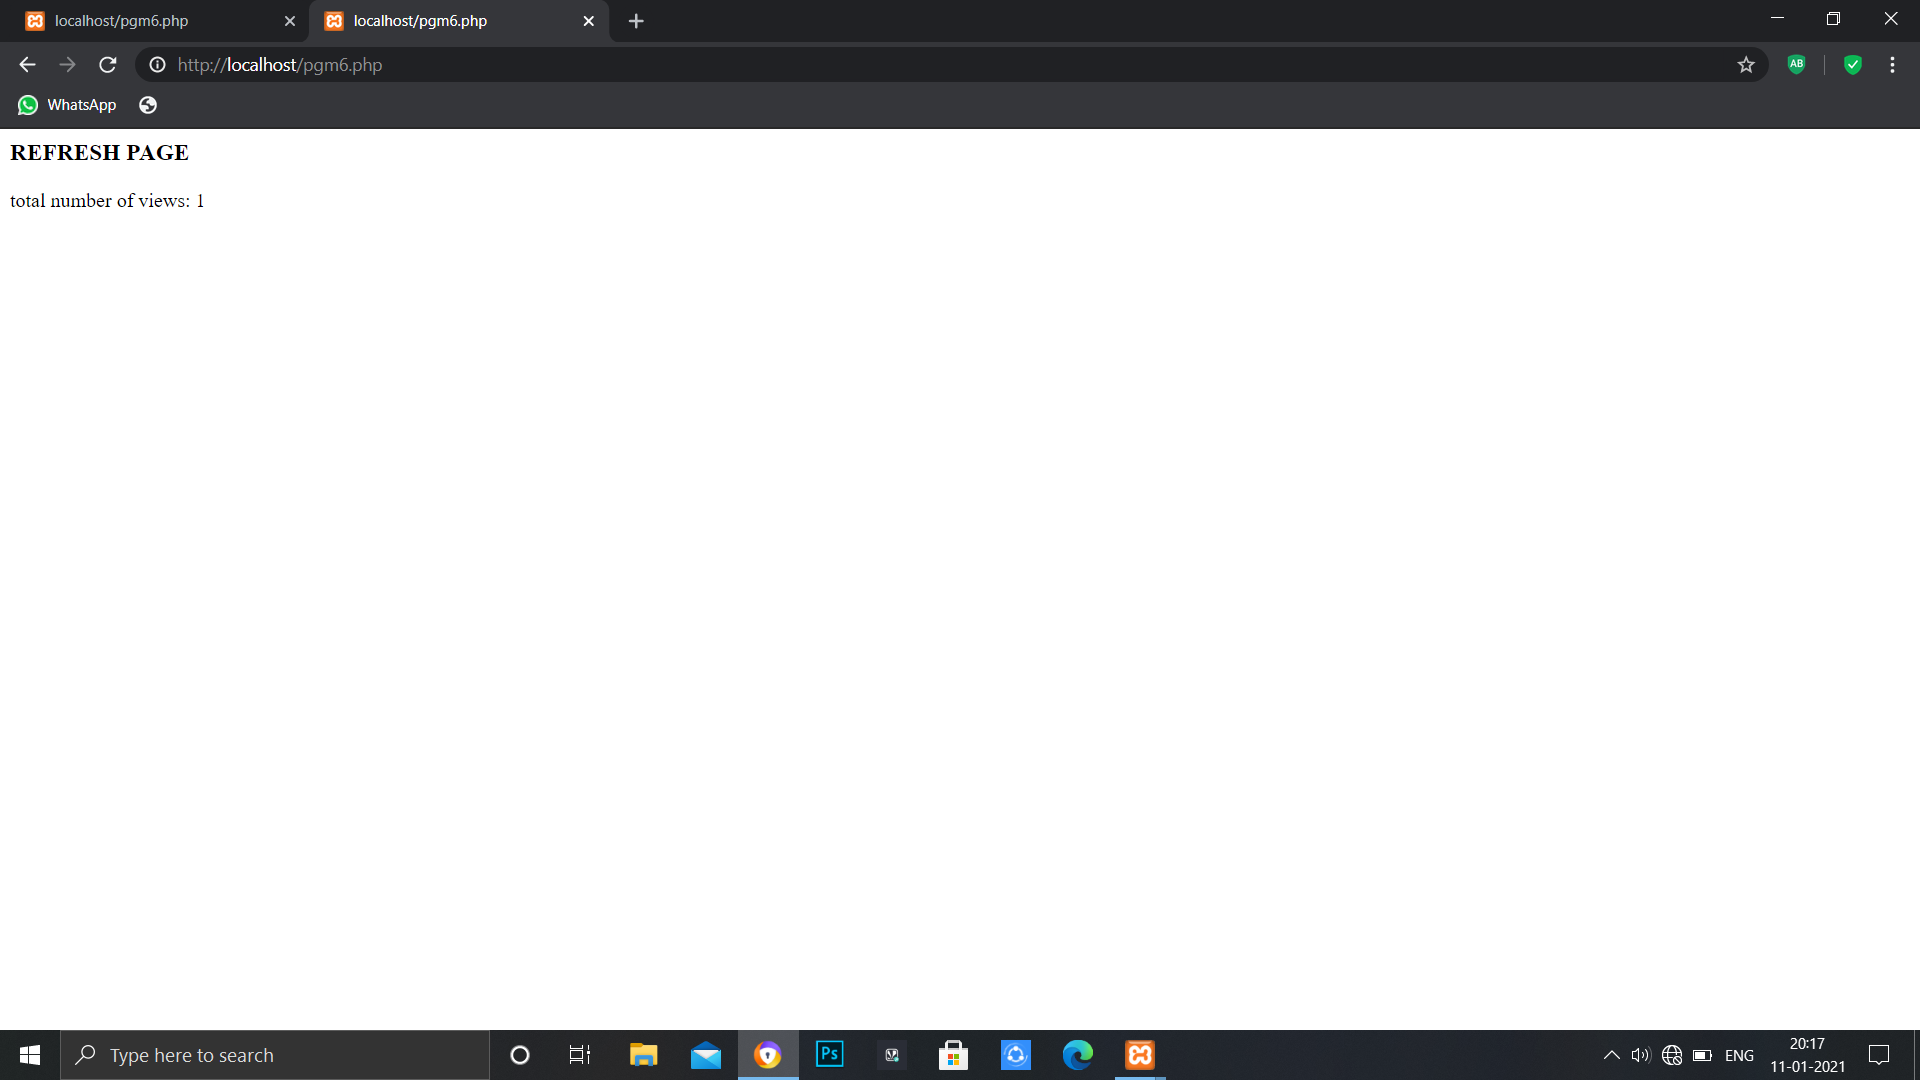 localhost/pgm6.php
localhost/pgm6.php
http://localhost/pgm6.php
AB
WhatsApp
REFRESH PAGE
total number of views: 1
Type here to search
Ps
ENG
20:17
11-01-2021